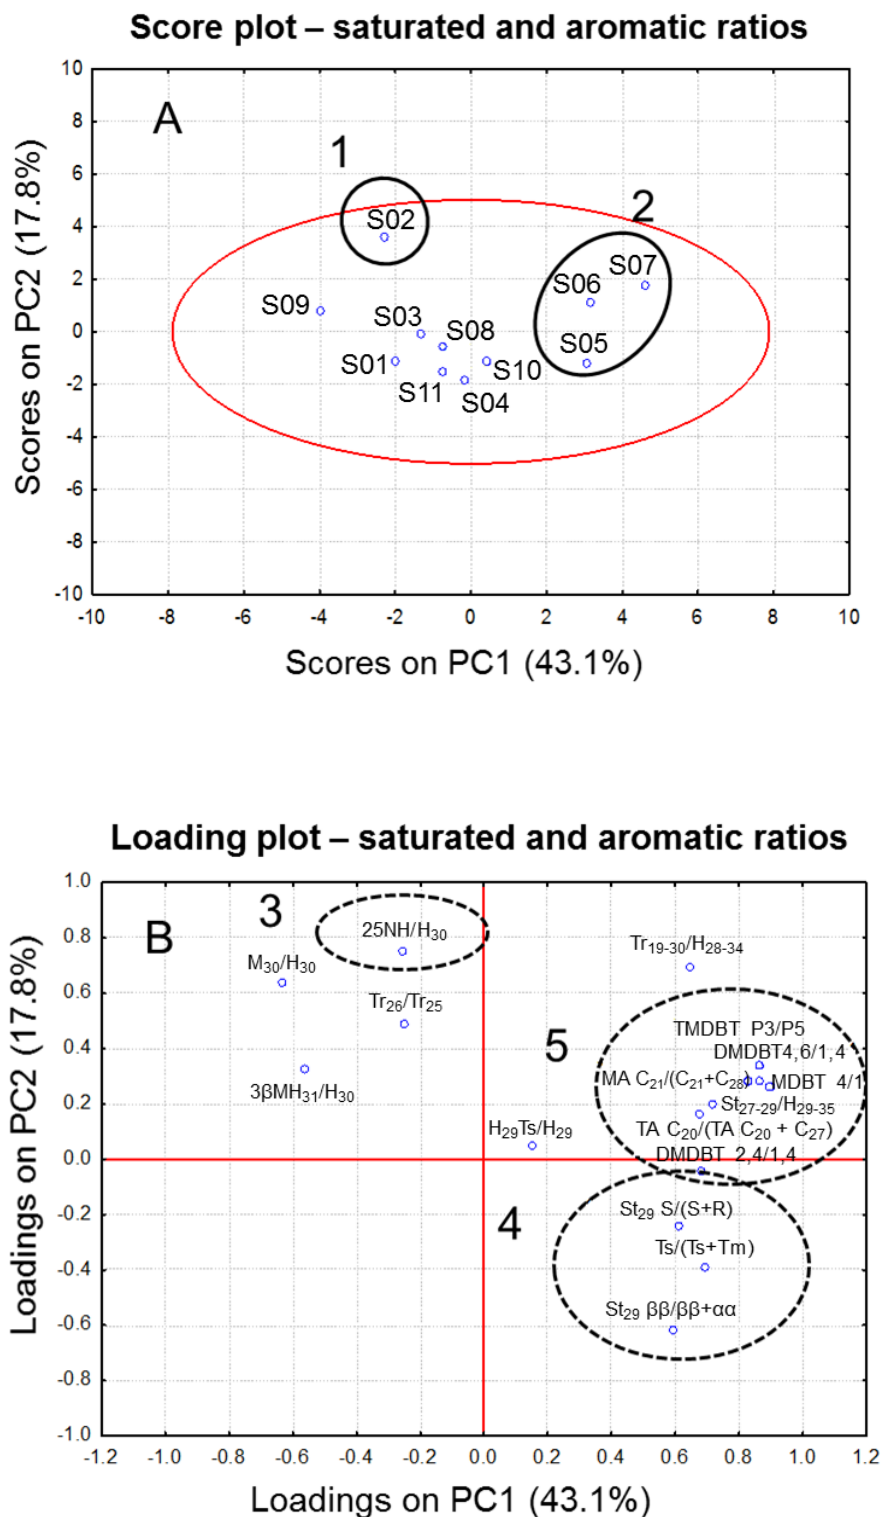 Score plot – saturated and aromatic ratios
10
8
6
4
2
0
-2
-4
-6
-8
-10
Scores on PC2 (17.8%)
A
1
2
S02
S07
S06
S09
S03
S08
S05
S01
S10
S11
S04
-10 -8 -6 -4 -2 0 2 4 6 8 10
Scores on PC1 (43.1%)
Loading plot – saturated and aromatic ratios
1.0
0.8
0.6
0.4
0.2
0.0
-0.2
-0.4
-0.6
-0.8
-1.0
Loadings on PC2 (17.8%)
B
3
25NH/H₃₀
M₃₀/H₃₀
Tr₁₉₋₃₀/H₂₈₋₃₄
Tr₂₆/Tr₂₅
5
TMDBT P3/P5
DMDBT4,6/1,4
MA C₂₁/(C₂₁+C₂₈) MDBT 4/1
3βMH₃₁/H₃₀
St₂₇₋₂₉/H₂₉₋₃₅
H₂₉Ts/H₂₉
TA C₂₀/(TA C₂₀ + C₂₇)
DMDBT 2,4/1,4
4
St₂₉ S/(S+R)
Ts/(Ts+Tm)
St₂₉ ββ/ββ+αα
-1.2 -1.0 -0.8 -0.6 -0.4 -0.2 0.0 0.2 0.4 0.6 0.8 1.0 1.2
Loadings on PC1 (43.1%)